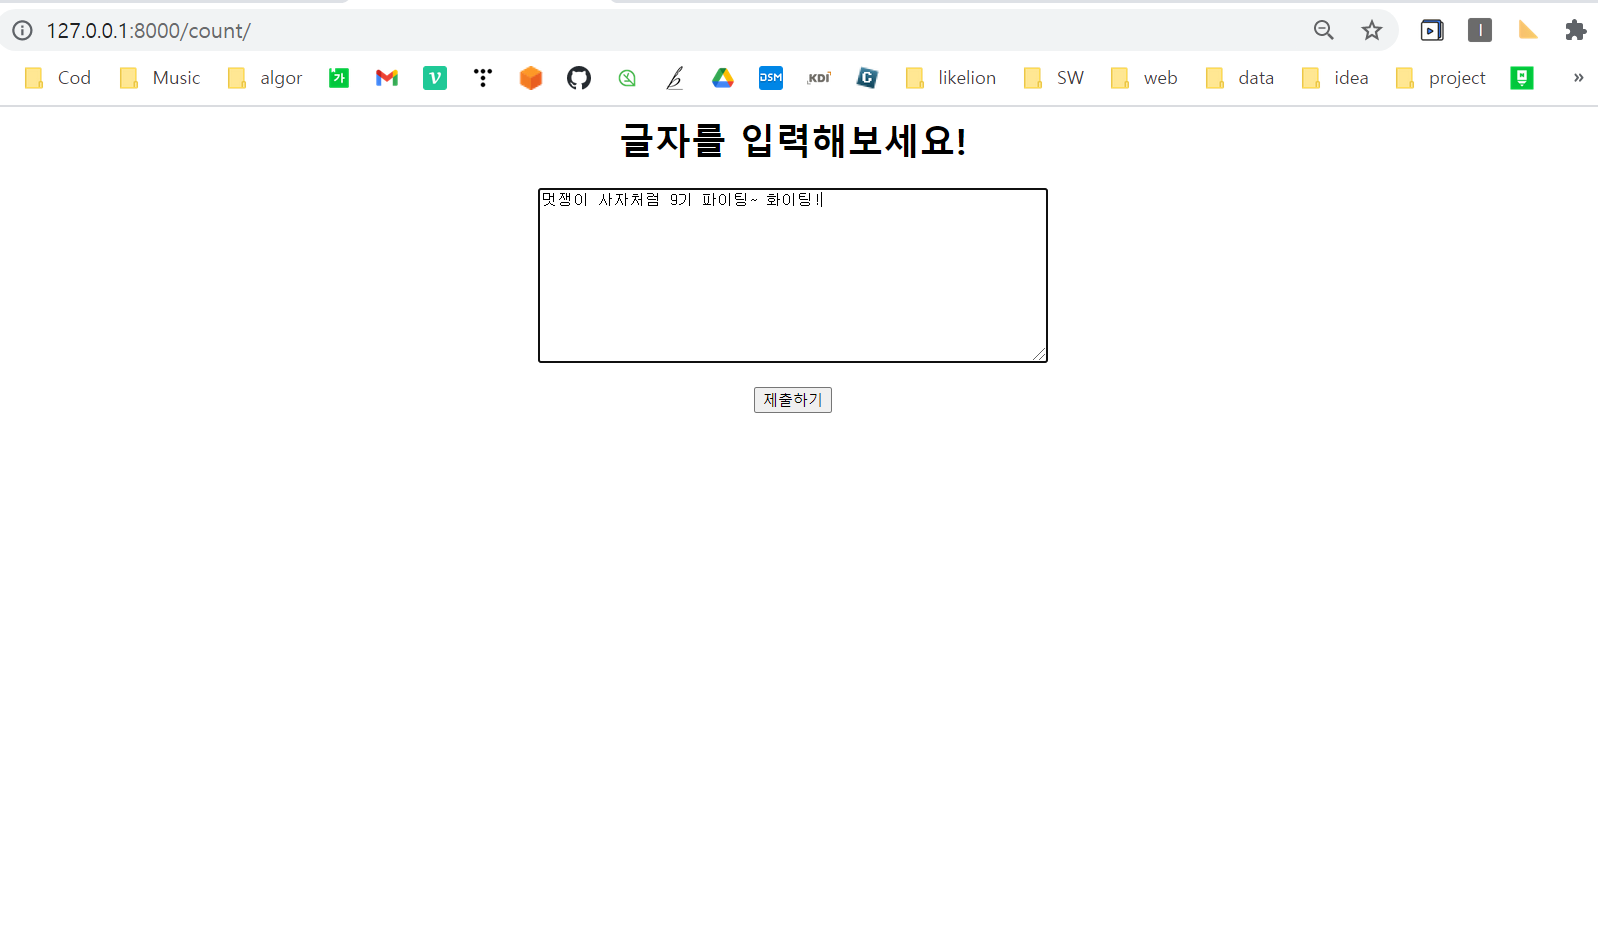 127.0.0.1:8000/count/
Cod Music algor 가 V DSM KDI C likelion SW web data idea project »
글자를 입력해보세요!
멋쟁이 사자처럼 9기 파이팅~ 화이팅!
제출하기